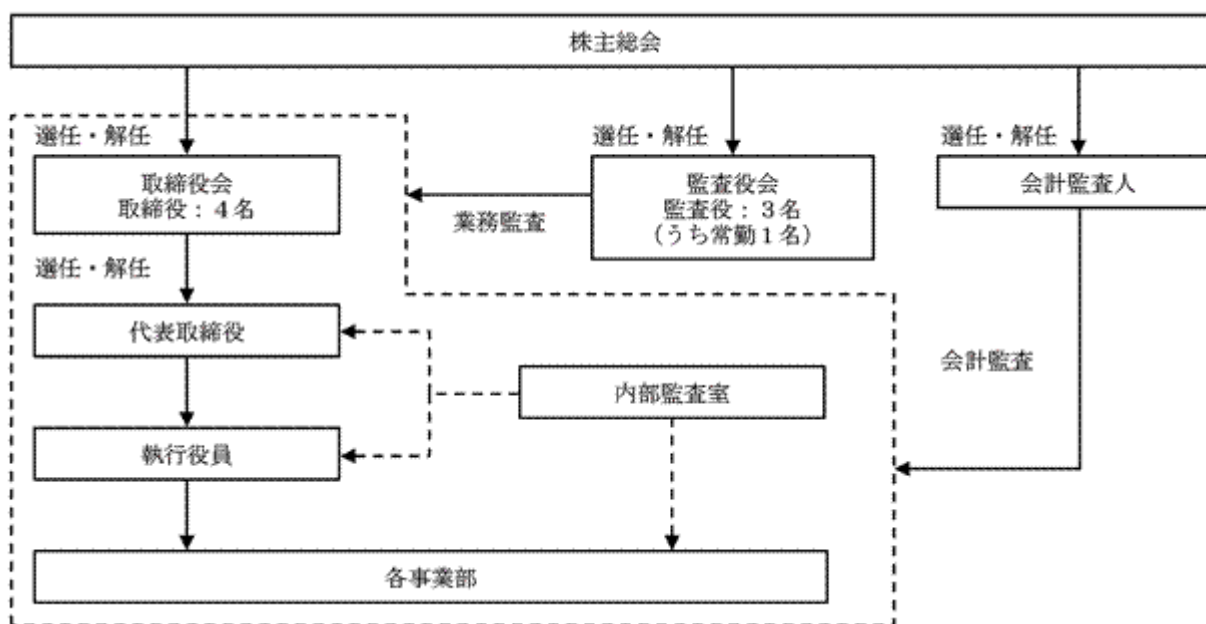 株主総会
選任・解任
選任・解任
選任・解任
取締役会
取締役：４名
監査役会
監査役：３名
（うち常勤１名）
会計監査人
業務監査
選任・解任
代表取締役
会計監査
内部監査室
執行役員
各事業部